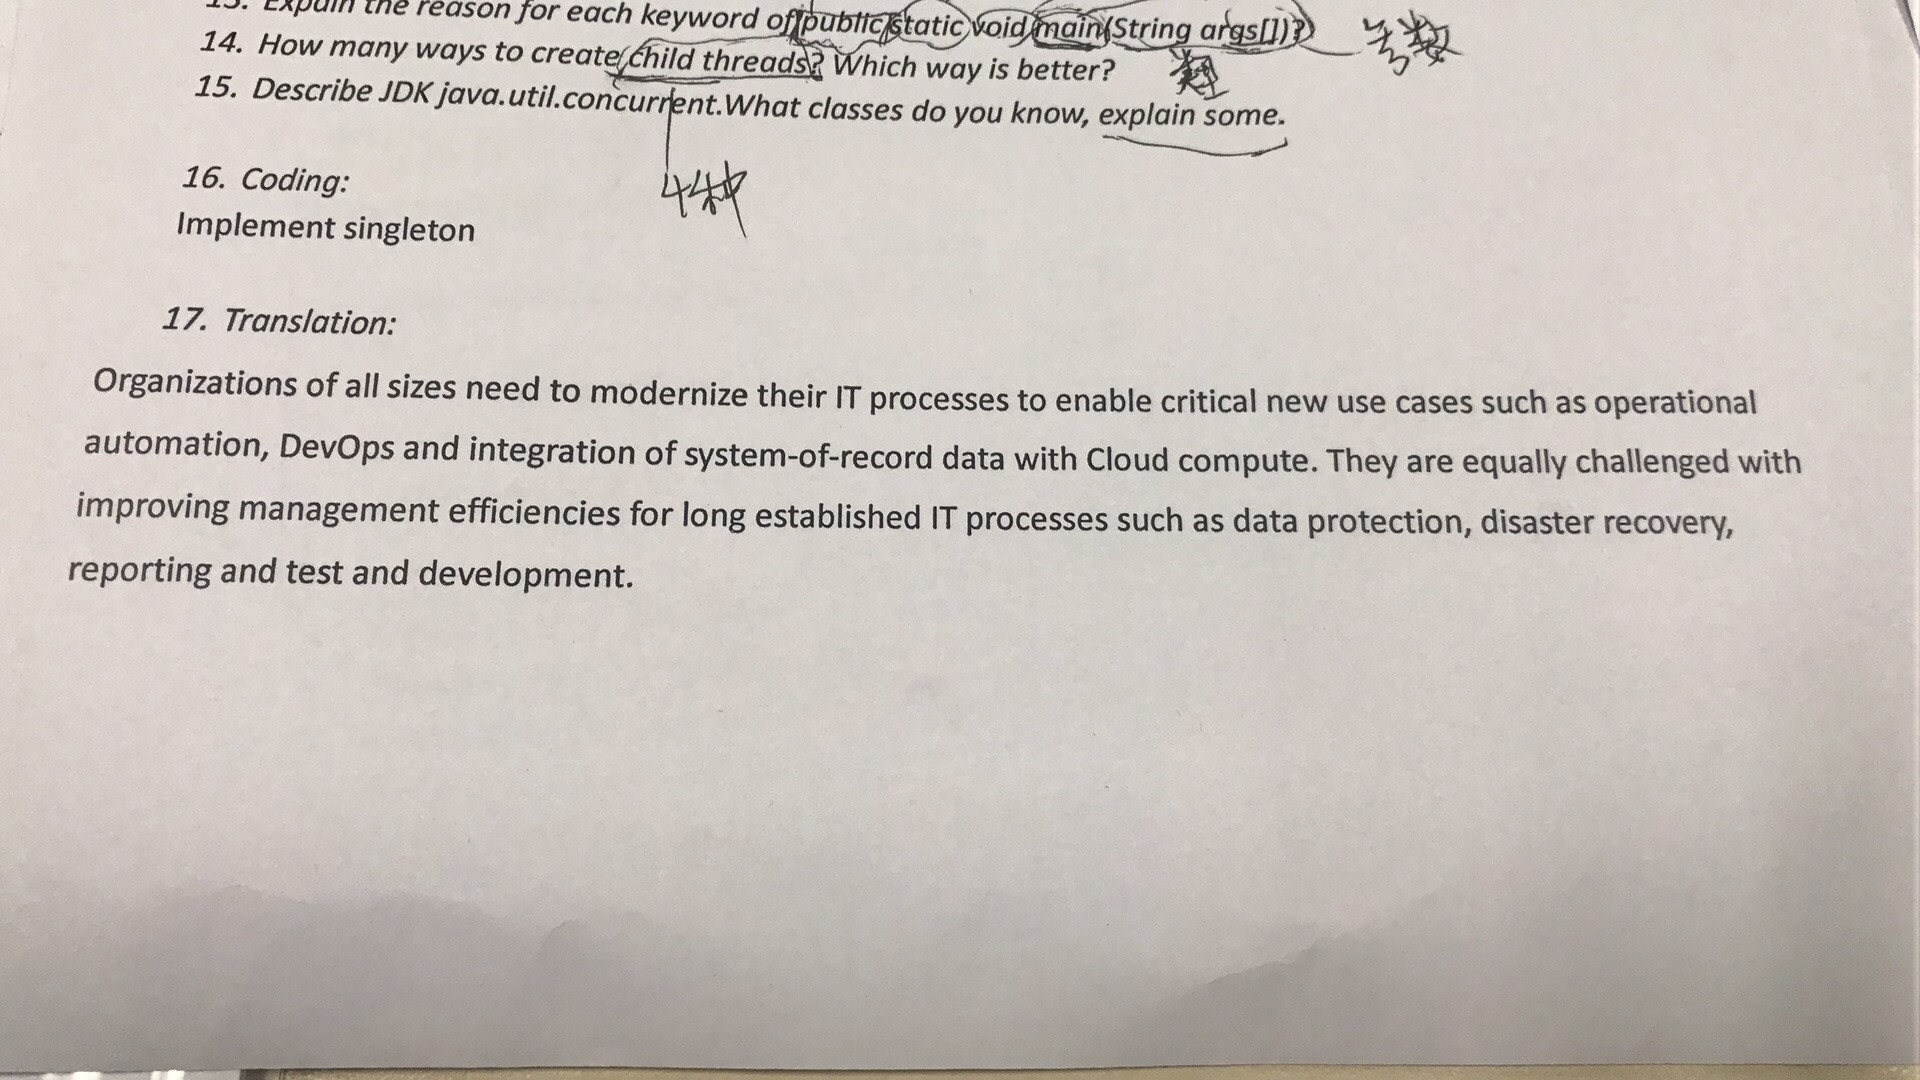 13. Explain the reason for each keyword of public static void main(String args[])?
14. How many ways to create child threads? Which way is better?
15. Describe JDK java.util.concurrent.What classes do you know, explain some.
4种
16. Coding:
Implement singleton
17. Translation:
Organizations of all sizes need to modernize their IT processes to enable critical new use cases such as operational
automation, DevOps and integration of system-of-record data with Cloud compute. They are equally challenged with
improving management efficiencies for long established IT processes such as data protection, disaster recovery,
reporting and test and development.